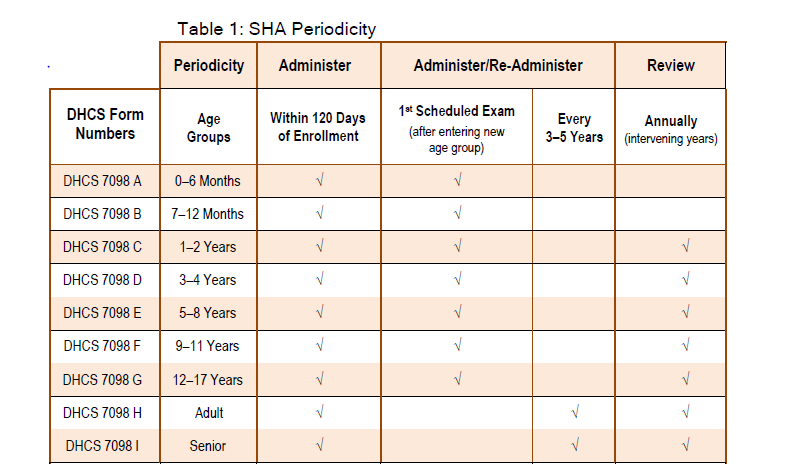 Table 1: SHA Periodicity
Periodicity Administer Administer/Re-Administer Review
DHCS Form Numbers Age Groups Within 120 Days of Enrollment 1st Scheduled Exam (after entering new age group) Every 3–5 Years Annually (intervening years)
DHCS 7098 A 0–6 Months √ √
DHCS 7098 B 7–12 Months √ √
DHCS 7098 C 1–2 Years √ √ √
DHCS 7098 D 3–4 Years √ √ √
DHCS 7098 E 5–8 Years √ √ √
DHCS 7098 F 9–11 Years √ √ √
DHCS 7098 G 12–17 Years √ √ √
DHCS 7098 H Adult √ √ √
DHCS 7098 I Senior √ √ √